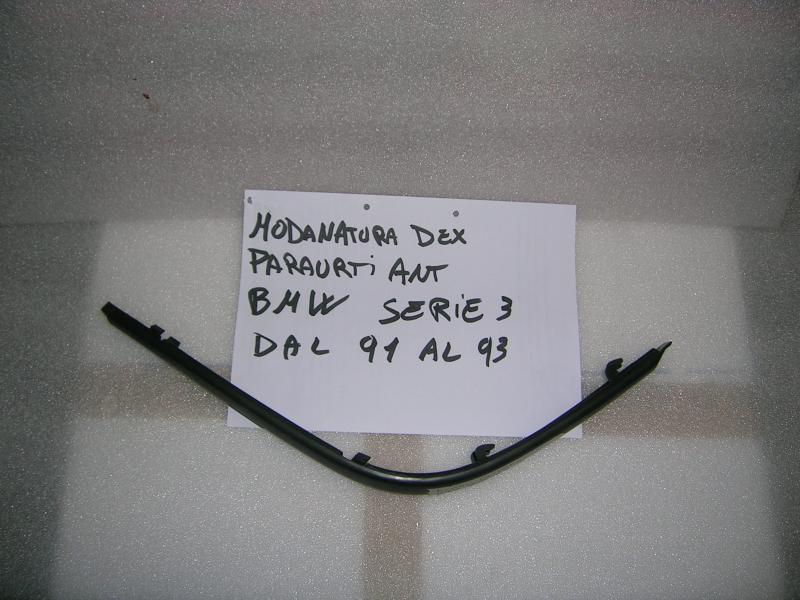 MODANATURA DEX
PARAURTi ANT
BMW SERiE 3
DAL 91 AL 93